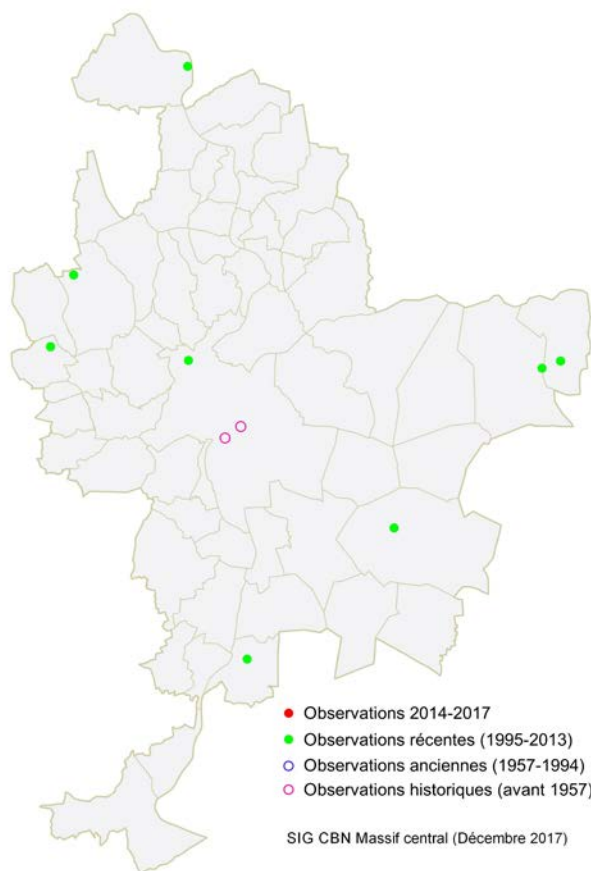 Observations 2014-2017
Observations récentes (1995-2013)
Observations anciennes (1957-1994)
Observations historiques (avant 1957)
SIG CBN Massif central (Décembre 2017)